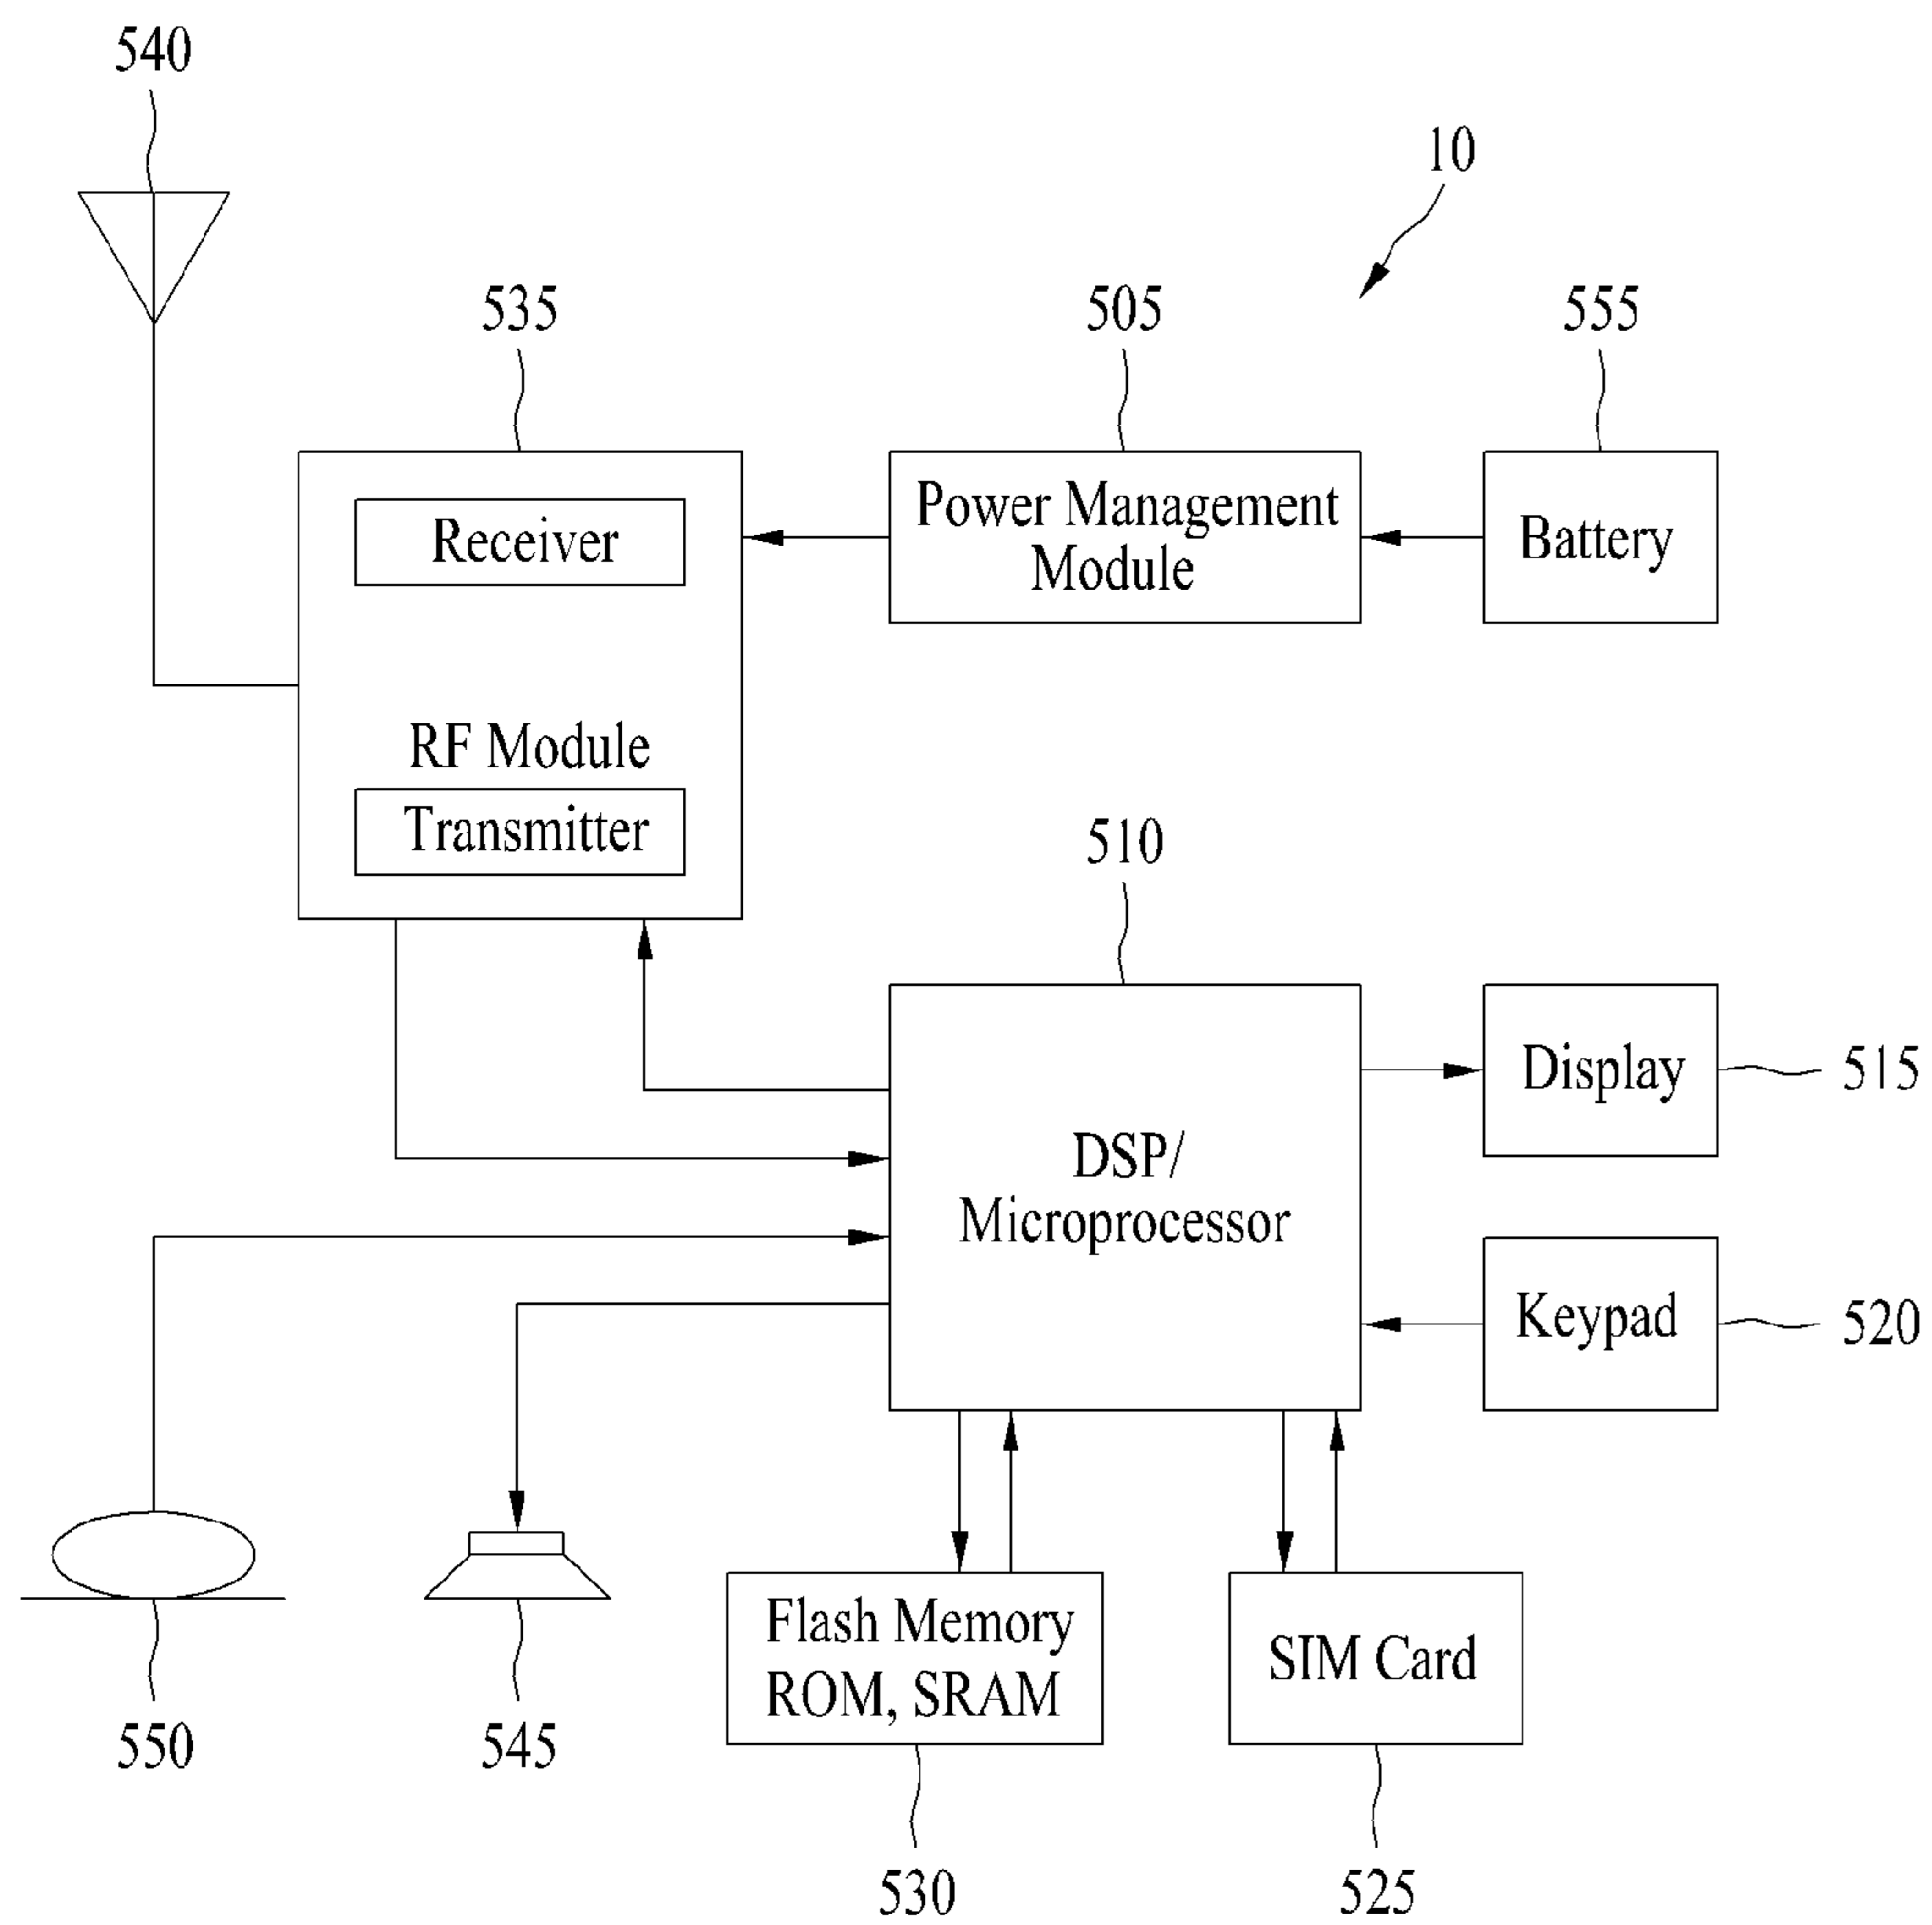 540
10
535
505
555
Receiver
Power Management
Module
Battery
RF Module
Transmitter
510
Display
515
DSP/
Microprocessor
Keypad
520
Flash Memory
ROM, SRAM
SIM Card
550
545
530
525